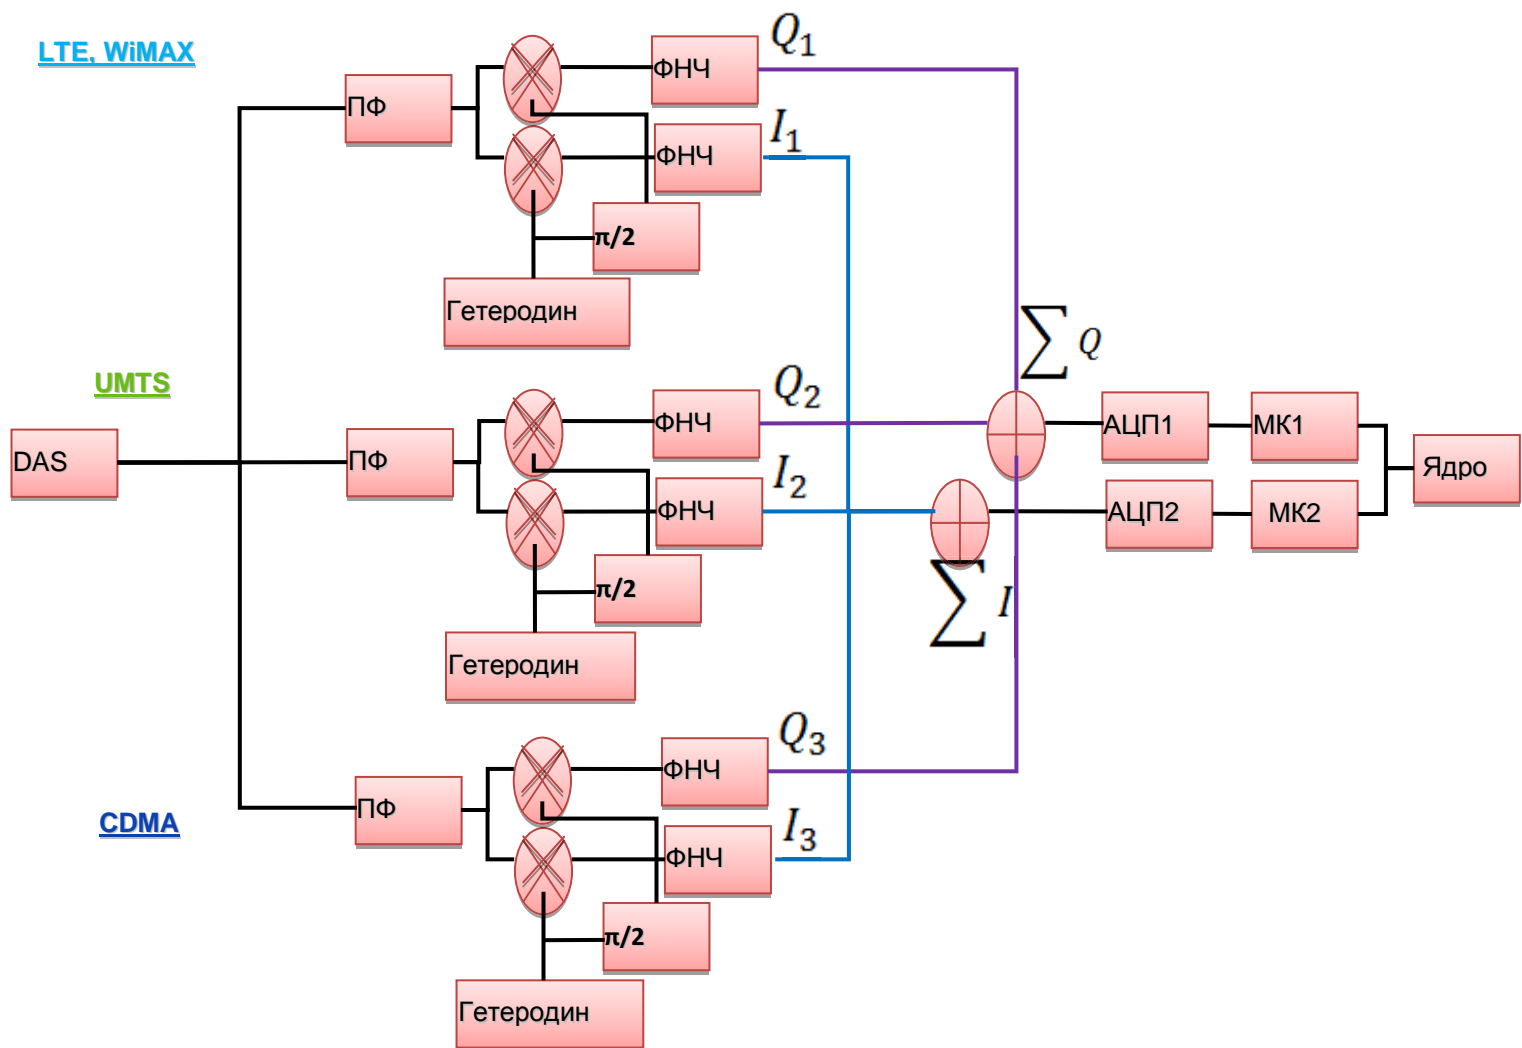 LTE, WiMAX
ПФ
ФНЧ
Q₁
ФНЧ
I₁
π/2
Гетеродин
UMTS
DAS
ПФ
ФНЧ
Q₂
ФНЧ
I₂
π/2
Гетеродин
∑ Q
АЦП1
МК1
АЦП2
МК2
Ядро
∑ I
CDMA
ПФ
ФНЧ
Q₃
ФНЧ
I₃
π/2
Гетеродин